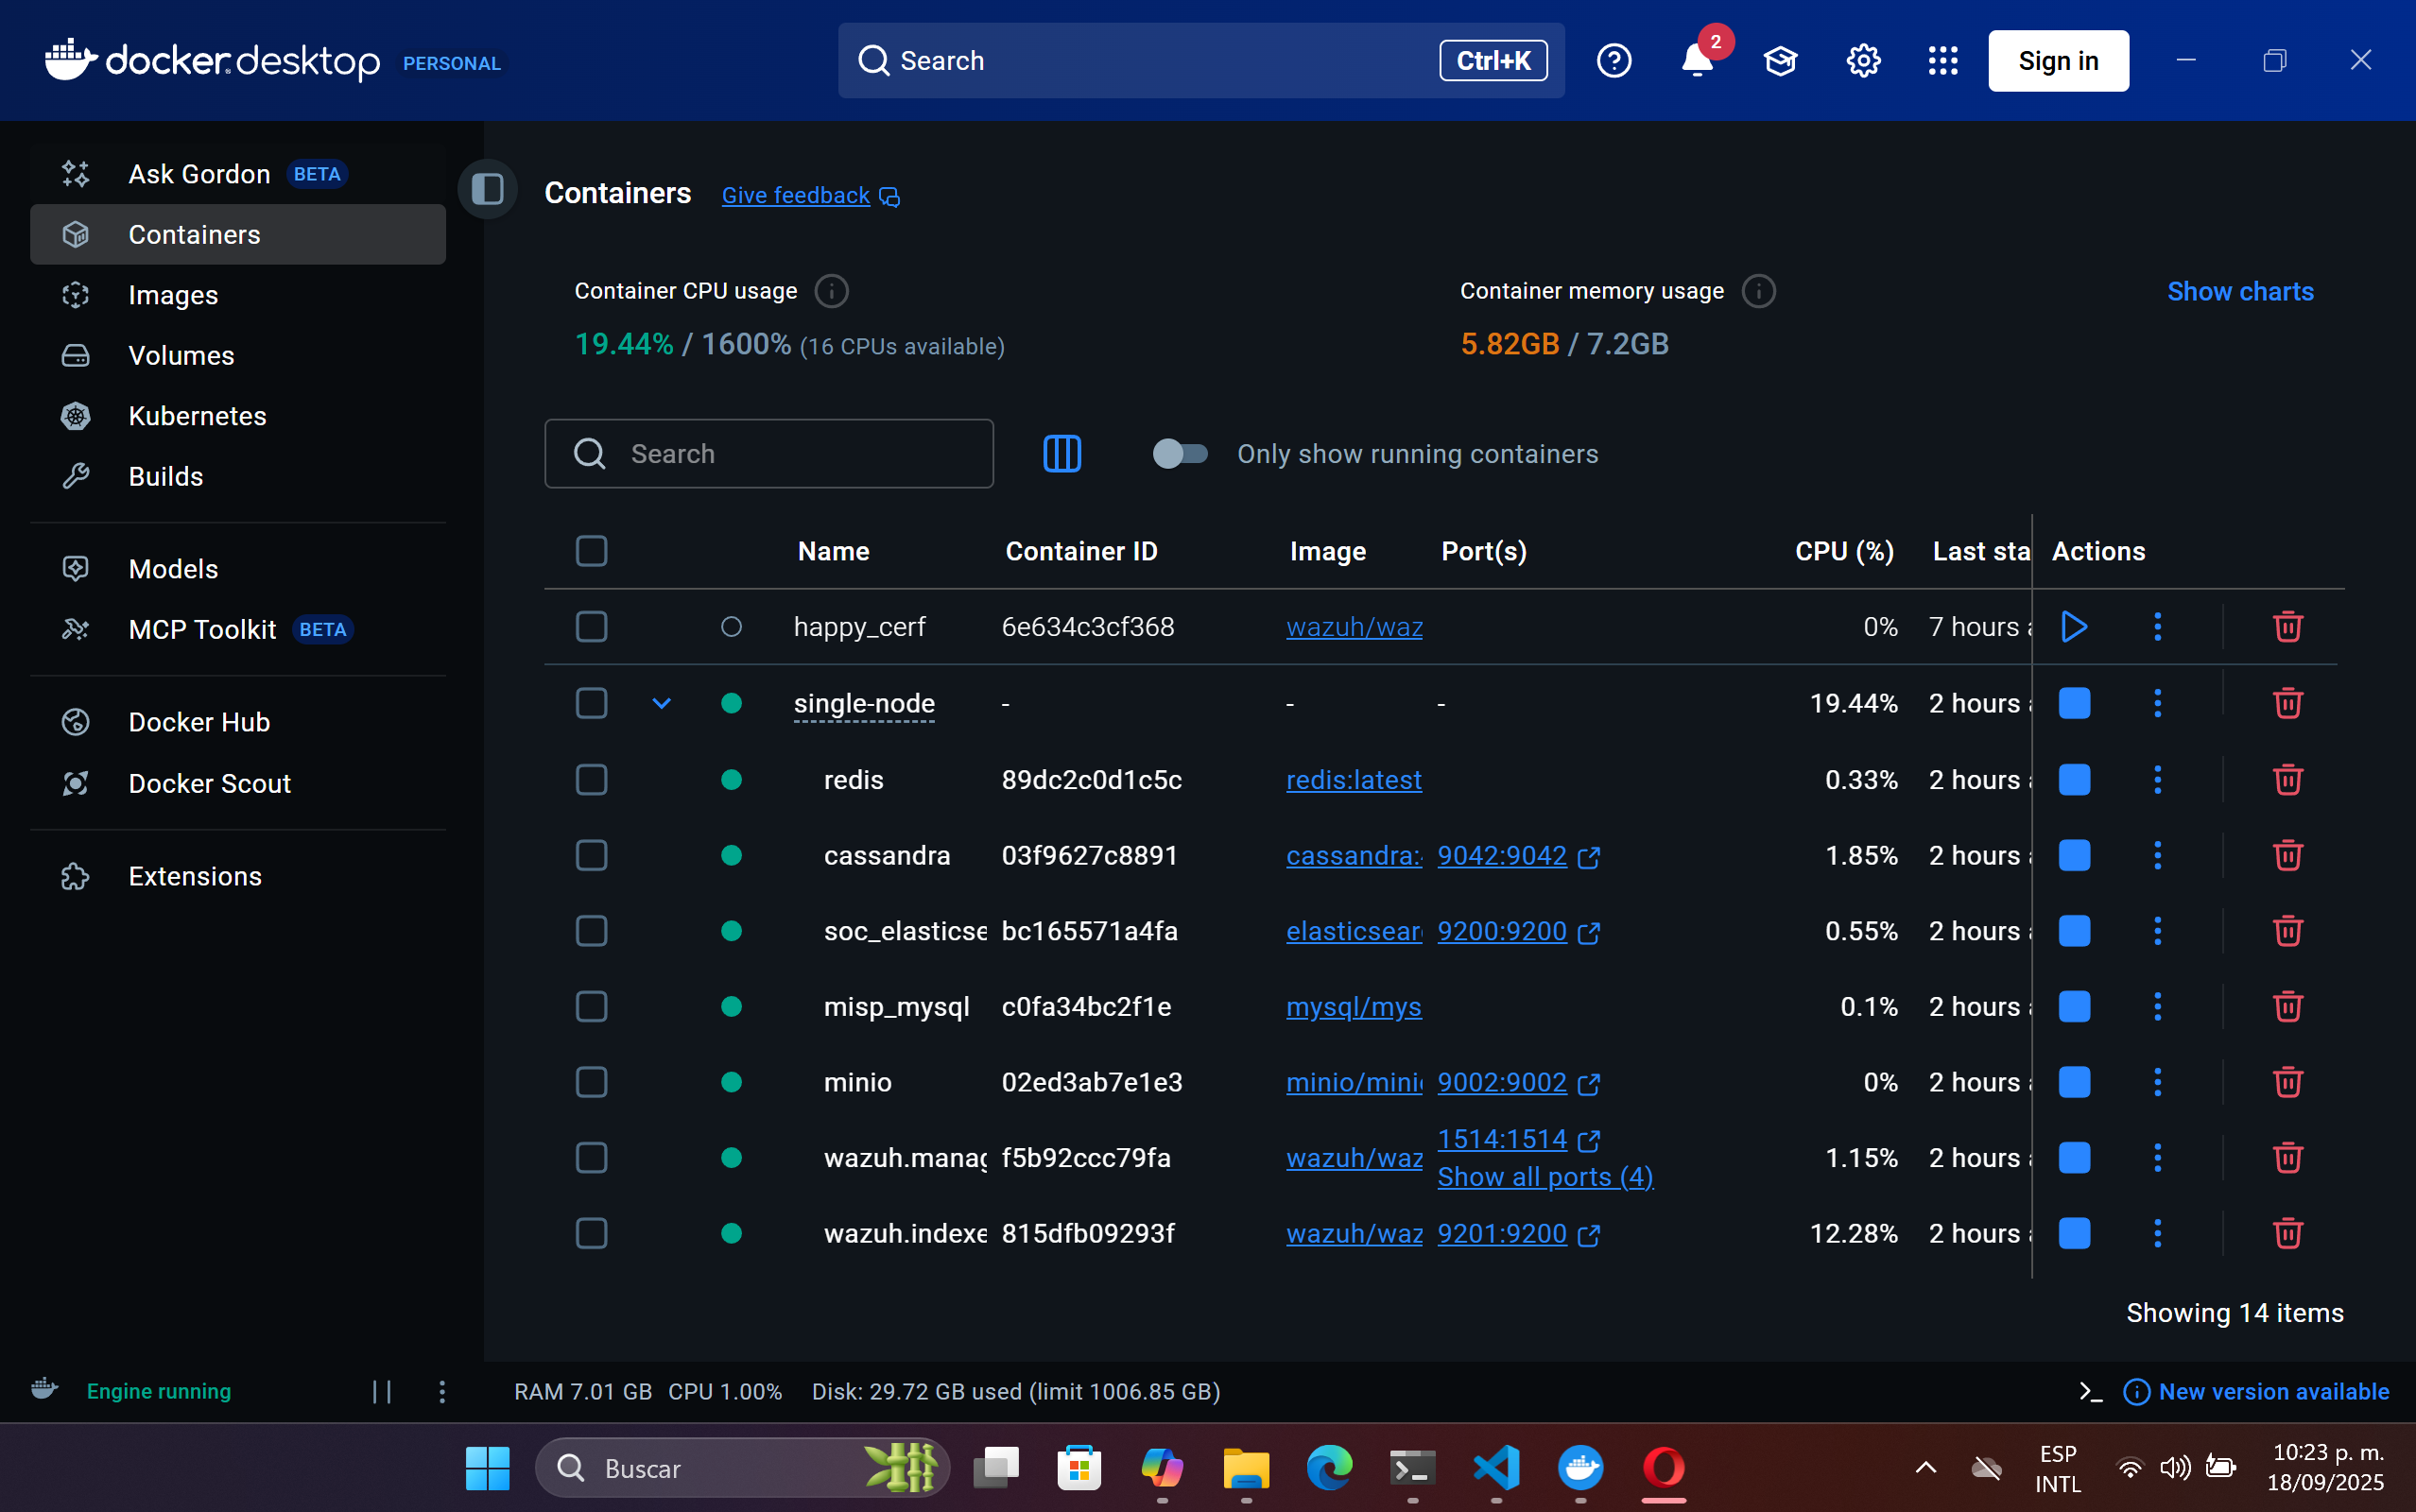 docker desktop PERSONAL
Search Ctrl+K
2
Sign in
Ask Gordon BETA
Containers
Images
Volumes
Kubernetes
Builds
Models
MCP Toolkit BETA
Docker Hub
Docker Scout
Extensions
Containers Give feedback
Container CPU usage
19.44% / 1600% (16 CPUs available)
Container memory usage
5.82GB / 7.2GB
Show charts
Search
Only show running containers
Name Container ID Image Port(s) CPU (%) Last sta Actions
happy_cerf 6e634c3cf368 wazuh/waz 0% 7 hours a
single-node - - - 19.44% 2 hours a
redis 89dc2c0d1c5c redis:latest 0.33% 2 hours a
cassandra 03f9627c8891 cassandra: 9042:9042 1.85% 2 hours a
soc_elasticse bc165571a4fa elasticsear 9200:9200 0.55% 2 hours a
misp_mysql c0fa34bc2f1e mysql/mys 0.1% 2 hours a
minio 02ed3ab7e1e3 minio/mini 9002:9002 0% 2 hours a
wazuh.manag f5b92ccc79fa wazuh/waz 1514:1514 1.15% 2 hours a
Show all ports (4)
wazuh.indexe 815dfb09293f wazuh/waz 9201:9200 12.28% 2 hours a
Showing 14 items
Engine running
RAM 7.01 GB CPU 1.00% Disk: 29.72 GB used (limit 1006.85 GB)
New version available
Buscar
ESP
INTL
10:23 p. m.
18/09/2025